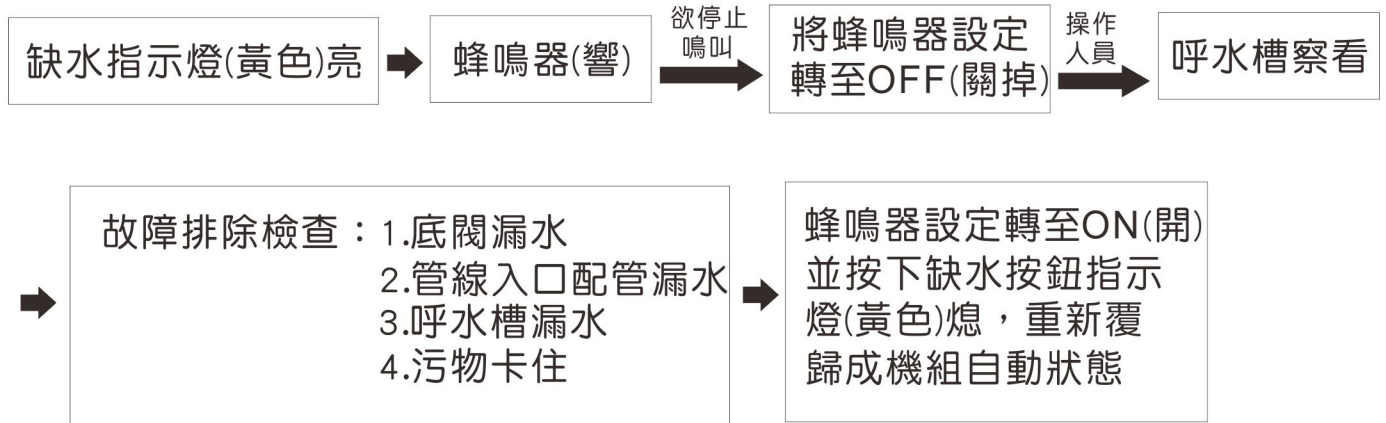 缺水指示燈(黃色)亮
蜂鳴器(響)
欲停止
鳴叫
將蜂鳴器設定
轉至OFF(關掉)
操作
人員
呼水槽察看
故障排除檢查：1.底閥漏水
2.管線入口配管漏水
3.呼水槽漏水
4.污物卡住
蜂鳴器設定轉至ON(開)
並按下缺水按鈕指示
燈(黃色)熄，重新覆
歸成機組自動狀態